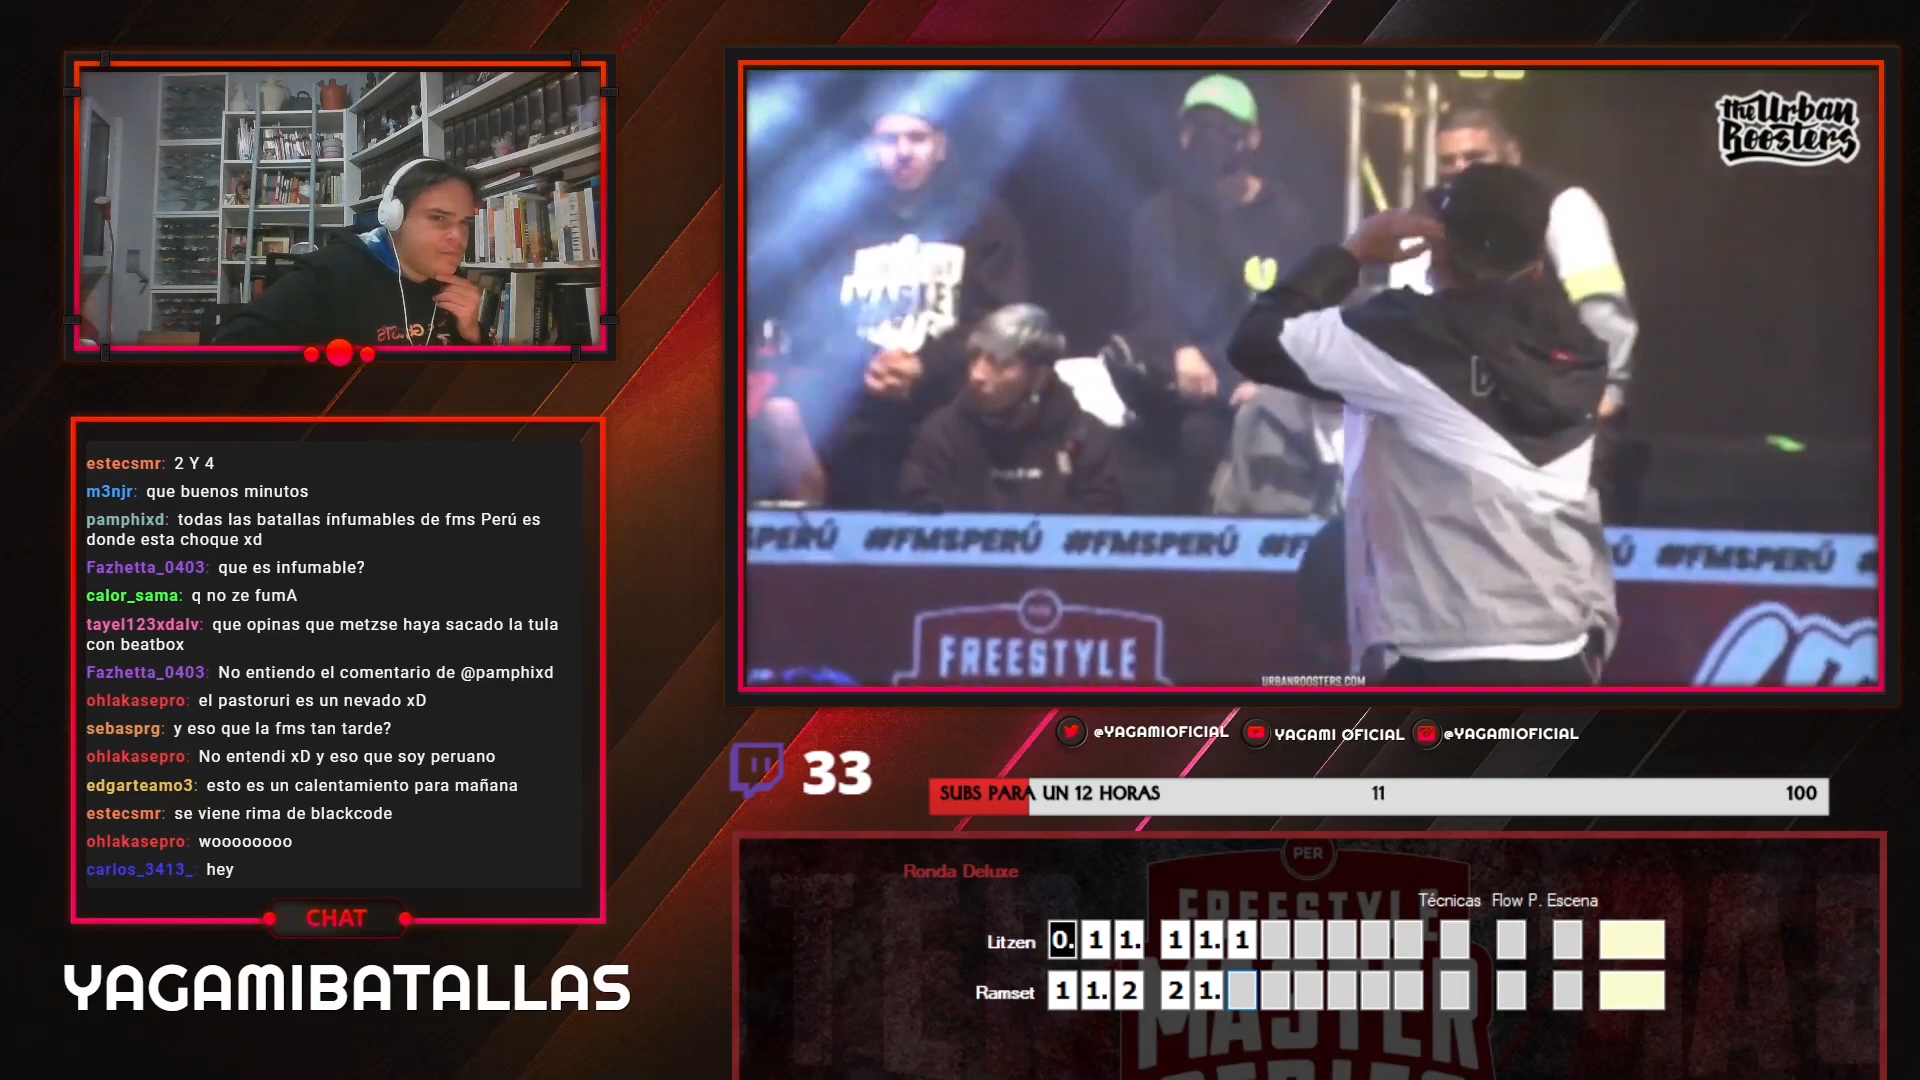 the Urban
Roosters
estecsmr: 2 Y 4
m3njr: que buenos minutos
pamphixd: todas las batallas ínfumables de fms Perú es
donde esta choque xd
Fazhetta_0403: que es infumable?
calor_sama: q no ze fumA
tayel123xdalv: que opinas que metzse haya sacado la tula
con beatbox
Fazhetta_0403: No entiendo el comentario de @pamphixd
ohlakasepro: el pastoruri es un nevado xD
sebasprg: y eso que la fms tan tarde?
ohlakasepro: No entendi xD y eso que soy peruano
edgarteamo3: esto es un calentamiento para mañana
estecsmr: se viene rima de blackcode
ohlakasepro: woooooooo
carlos_3413_: hey
CHAT
YAGAMIBATALLAS
#FMSPERÚ #FMSPERÚ
FREESTYLE
URBANROOSTERS.COM
@YAGAMIOFICIAL YAGAMI OFICIAL @YAGAMIOFICIAL
33
SUBS PARA UN 12 HORAS 11 100
PER
Ronda Deluxe
FREESTYLE
Técnicas Flow P. Escena
Litzen 0. 1 1. 1 1. 1
Ramset 1 1. 2 2 1.
MASTER
SERIES